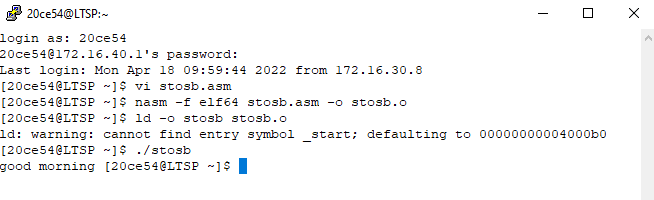 20ce54@LTSP:~
login as: 20ce54
20ce54@172.16.40.1's password:
Last login: Mon Apr 18 09:59:44 2022 from 172.16.30.8
[20ce54@LTSP ~]$ vi stosb.asm
[20ce54@LTSP ~]$ nasm -f elf64 stosb.asm -o stosb.o
[20ce54@LTSP ~]$ ld -o stosb stosb.o
ld: warning: cannot find entry symbol _start; defaulting to 00000000004000b0
[20ce54@LTSP ~]$ ./stosb
good morning [20ce54@LTSP ~]$